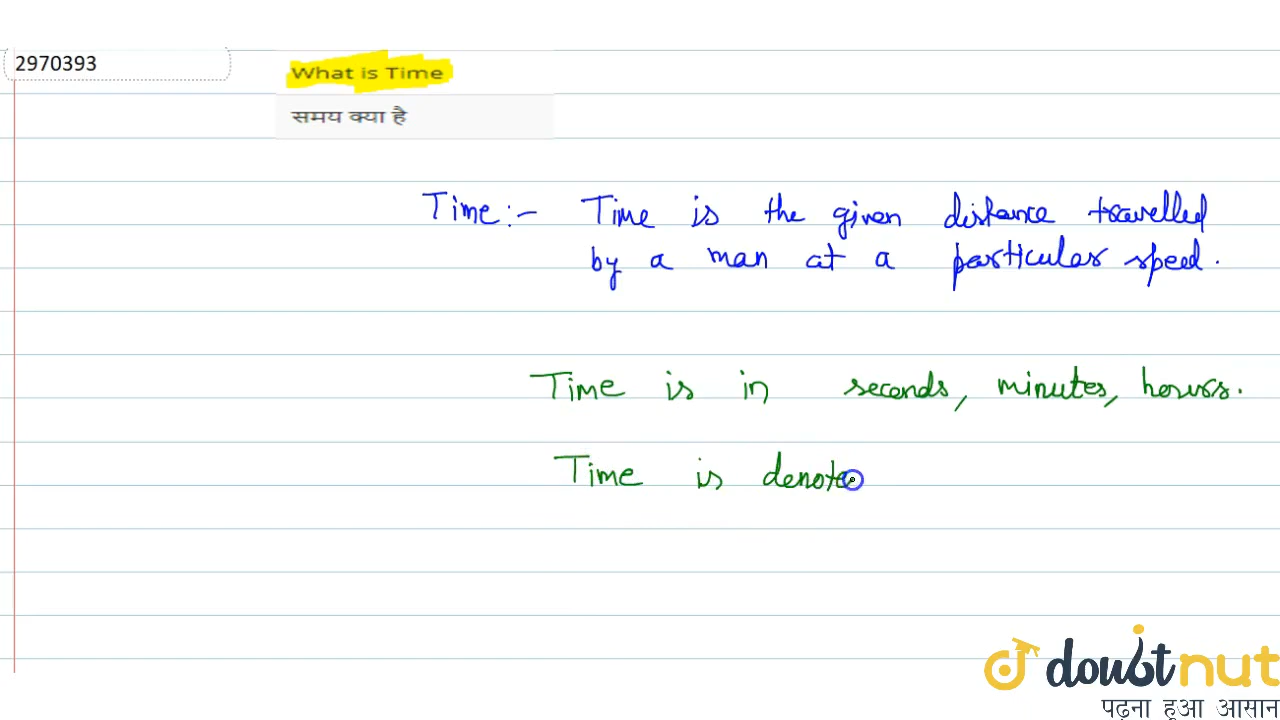 2970393
What is Time
समय क्या है
Time:- Time is the given distance travelled
by a man at a particular speed.
Time is in seconds, minutes, hours.
Time is denote
doubtnut
पढ़ना हुआ आसान